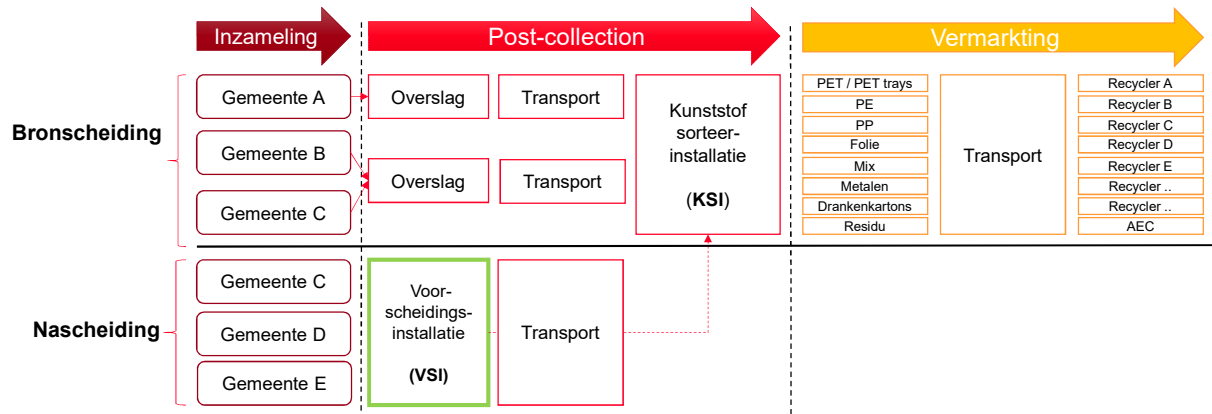 Inzameling
Post-collection
Vermarkting
Bronscheiding
Gemeente A
Gemeente B
Gemeente C
Overslag
Transport
Overslag
Transport
Kunststof
sorteer-
installatie
(KSI)
PET / PET trays
PE
PP
Folie
Mix
Metalen
Drankenkartons
Residu
Transport
Recycler A
Recycler B
Recycler C
Recycler D
Recycler E
Recycler ..
Recycler ..
AEC
Nascheiding
Gemeente C
Gemeente D
Gemeente E
Voor-
scheidings-
installatie
(VSI)
Transport